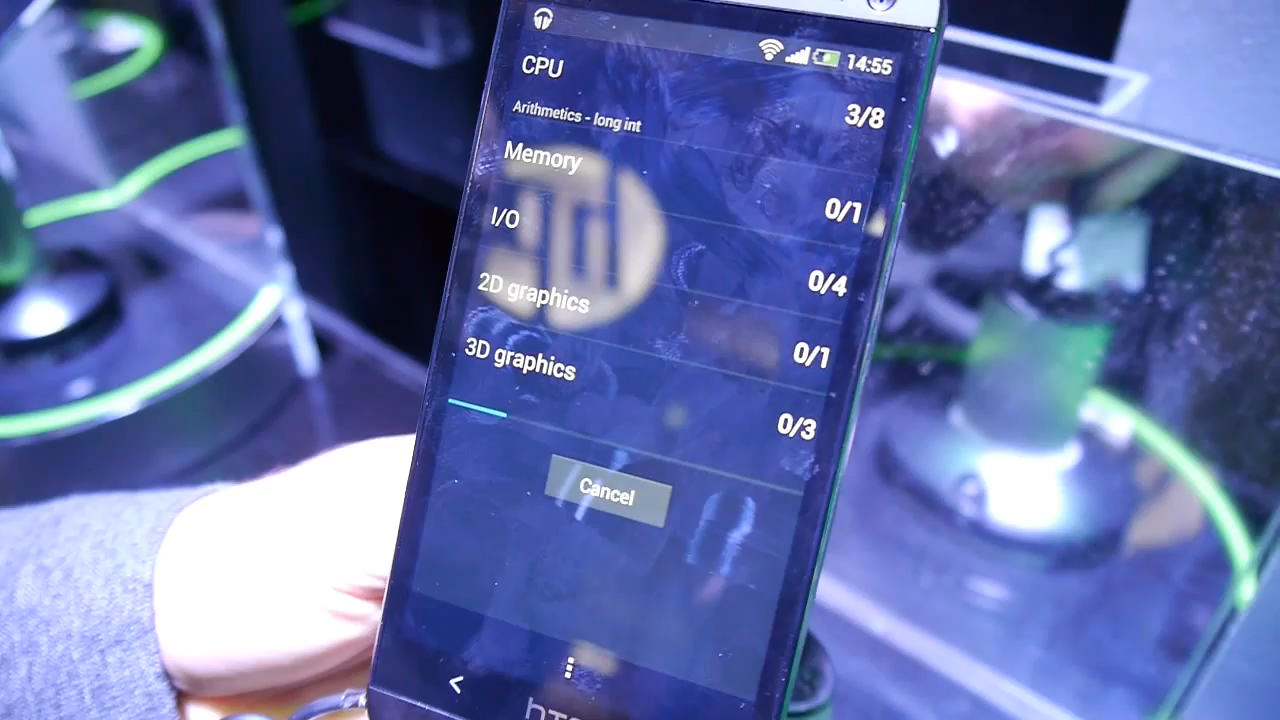 14:55
CPU
3/8
Arithmetics - long int
Memory
0/1
I/O
0/4
2D graphics
0/1
3D graphics
0/3
Cancel